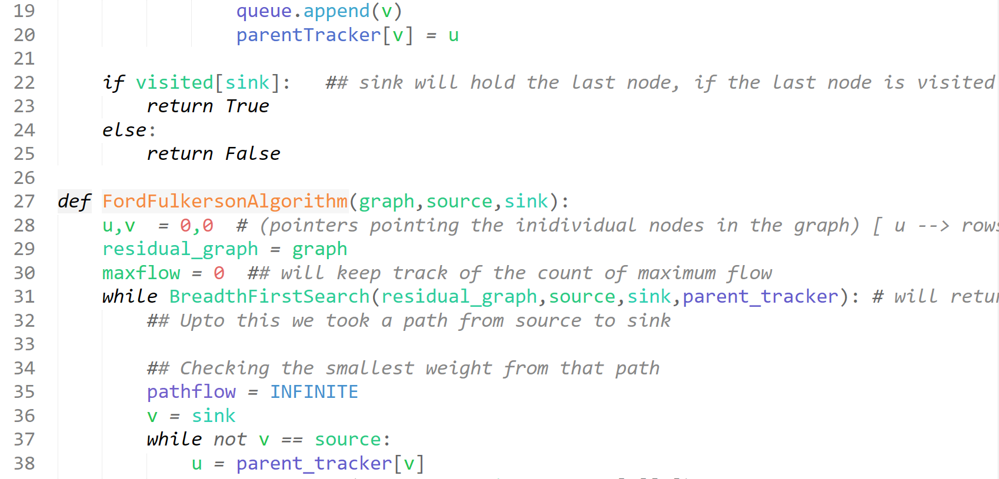 19 queue.append(v)
20 parentTracker[v] = u
21
22 if visited[sink]: ## sink will hold the last node, if the last node is visited
23 return True
24 else:
25 return False
26
27 def FordFulkersonAlgorithm(graph,source,sink):
28 u,v = 0,0 # (pointers pointing the inidividual nodes in the graph) [ u --> rows
29 residual_graph = graph
30 maxflow = 0 ## will keep track of the count of maximum flow
31 while BreadthFirstSearch(residual_graph,source,sink,parent_tracker): # will
32 ## Upto this we took a path from source to sink
33
34 ## Checking the smallest weight from that path
35 pathflow = INFINITE
36 v = sink
37 while not v == source:
38 u = parent_tracker[v]